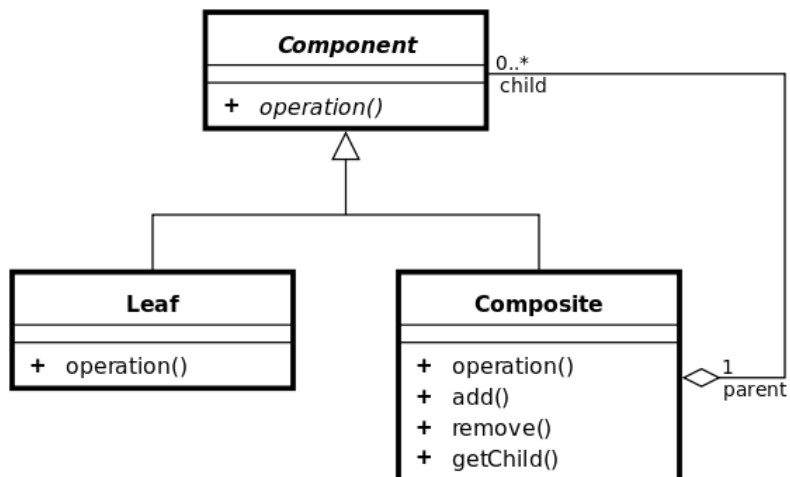 Component
0..*
child
+ operation()
Leaf
+ operation()
Composite
+ operation()
+ add()
+ remove()
+ getChild()
1
parent